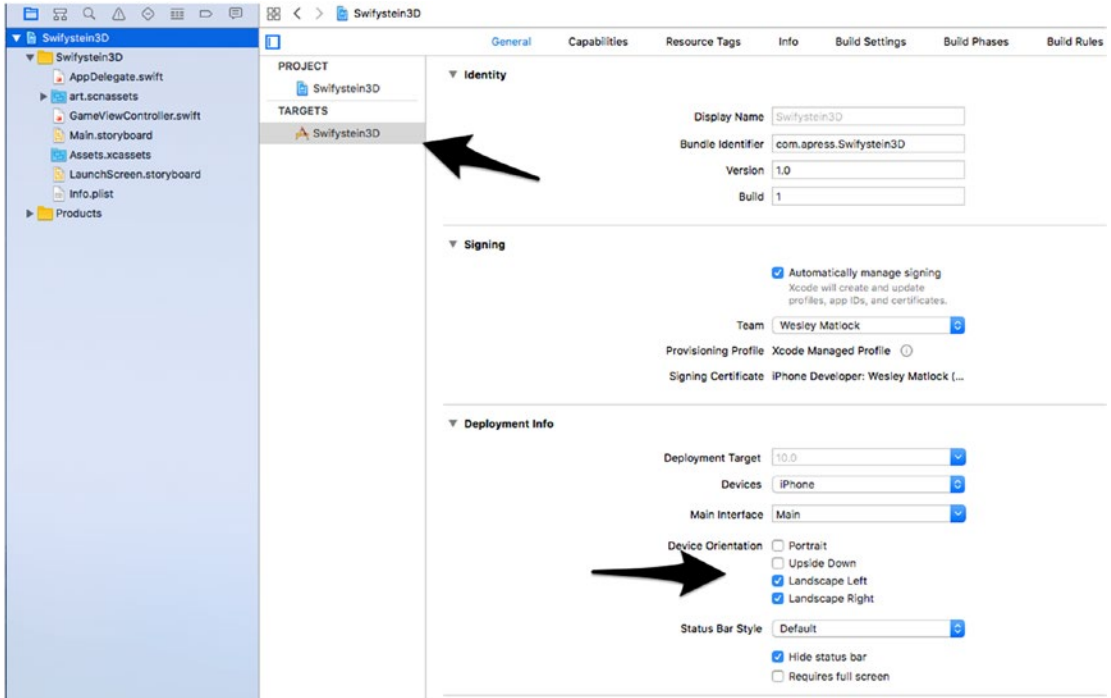 Swifystein3D
Swifystein3D
Swifystein3D
AppDelegate.swift
art.scnassets
GameViewController.swift
Main.storyboard
Assets.xcassets
LaunchScreen.storyboard
Info.plist
Products
General Capabilities Resource Tags Info Build Settings Build Phases Build Rules
PROJECT
Swifystein3D
TARGETS
Swifystein3D
Identity
Display Name Swifystein3D
Bundle Identifier com.apress.Swifystein3D
Version 1.0
Build 1
Signing
Automatically manage signing
Xcode will create and update
profiles, app IDs, and certificates.
Team Wesley Matlock
Provisioning Profile Xcode Managed Profile
Signing Certificate iPhone Developer: Wesley Matlock (...
Deployment Info
Deployment Target 10.0
Devices iPhone
Main Interface Main
Device Orientation Portrait
Upside Down
Landscape Left
Landscape Right
Status Bar Style Default
Hide status bar
Requires full screen